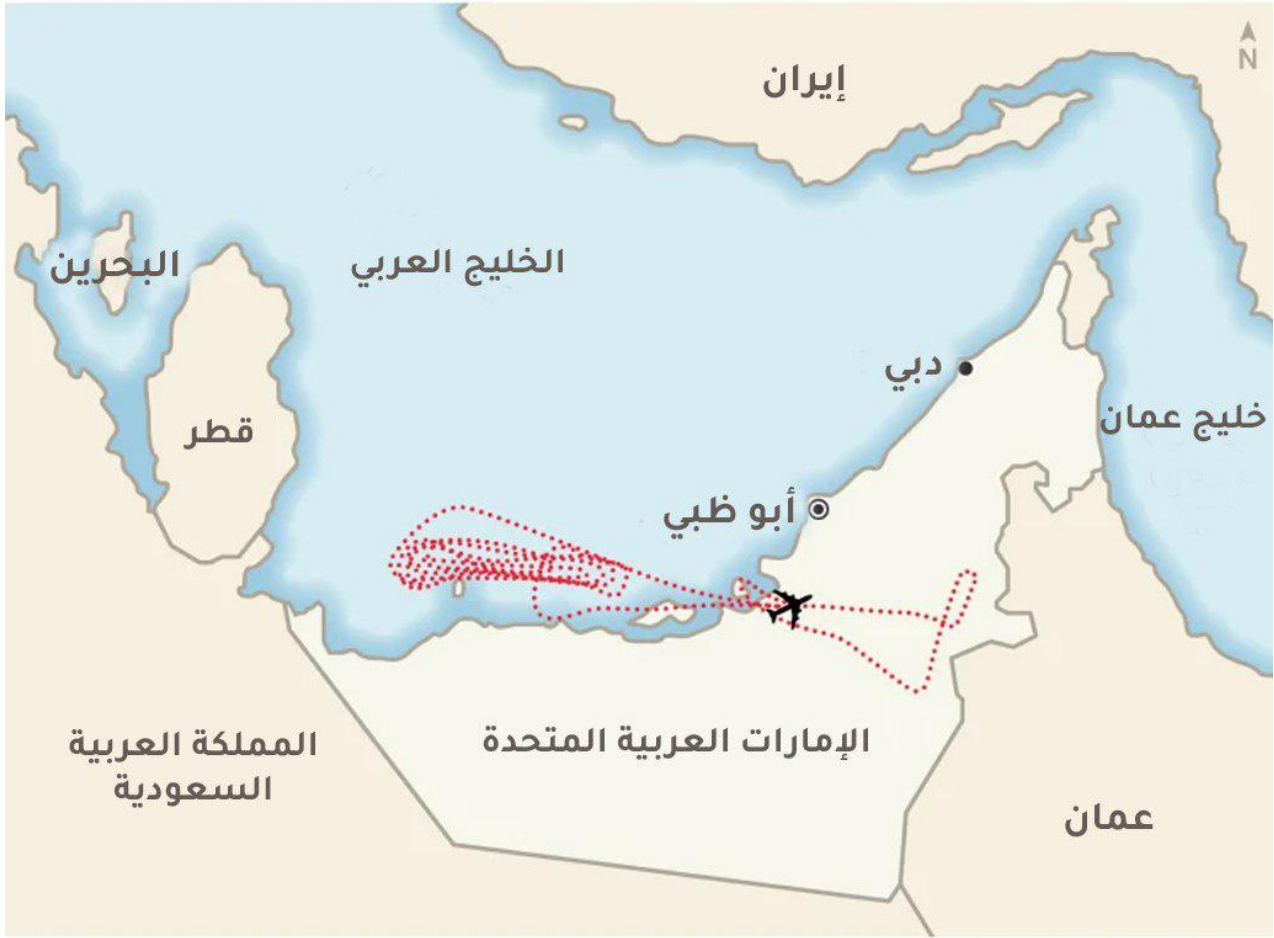 N
إيران
البحرين
الخليج العربي
دبي
خليج عمان
قطر
أبو ظبي
الإمارات العربية المتحدة
المملكة العربية
السعودية
عمان